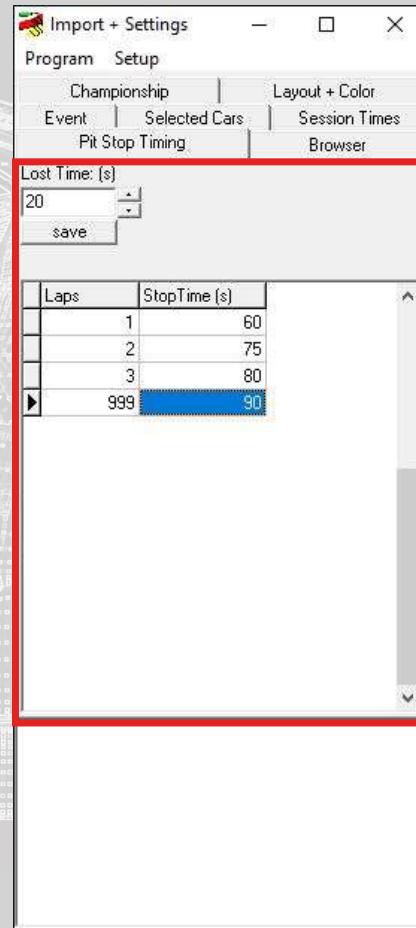 Import + Settings
Program Setup
Championship Layout + Color
Event Selected Cars Session Times
Pit Stop Timing Browser
Lost Time: (s)
20
save
Laps StopTime (s)
1 60
2 75
3 80
999 90